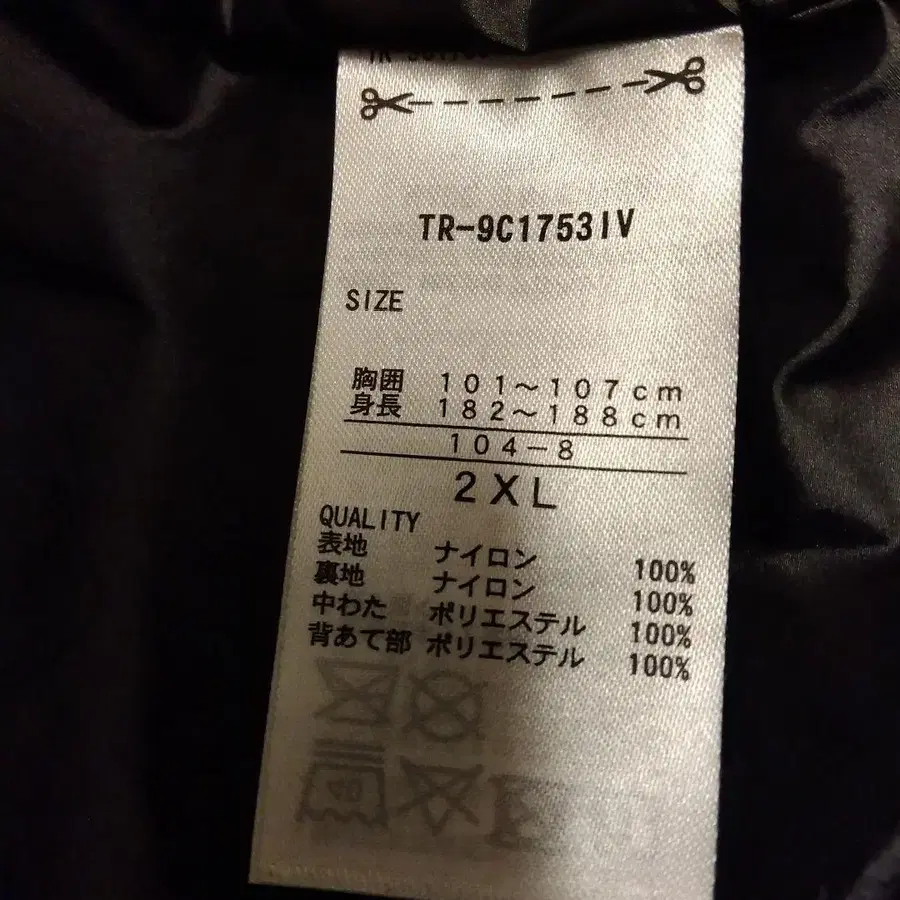 TR-9C1753IV
SIZE
胸囲 101～107cm
身長 182～188cm
104-8
2XL
QUALITY
表地 ナイロン 100%
裏地 ナイロン 100%
中わた ポリエステル 100%
背あて部 ポリエステル 100%
40